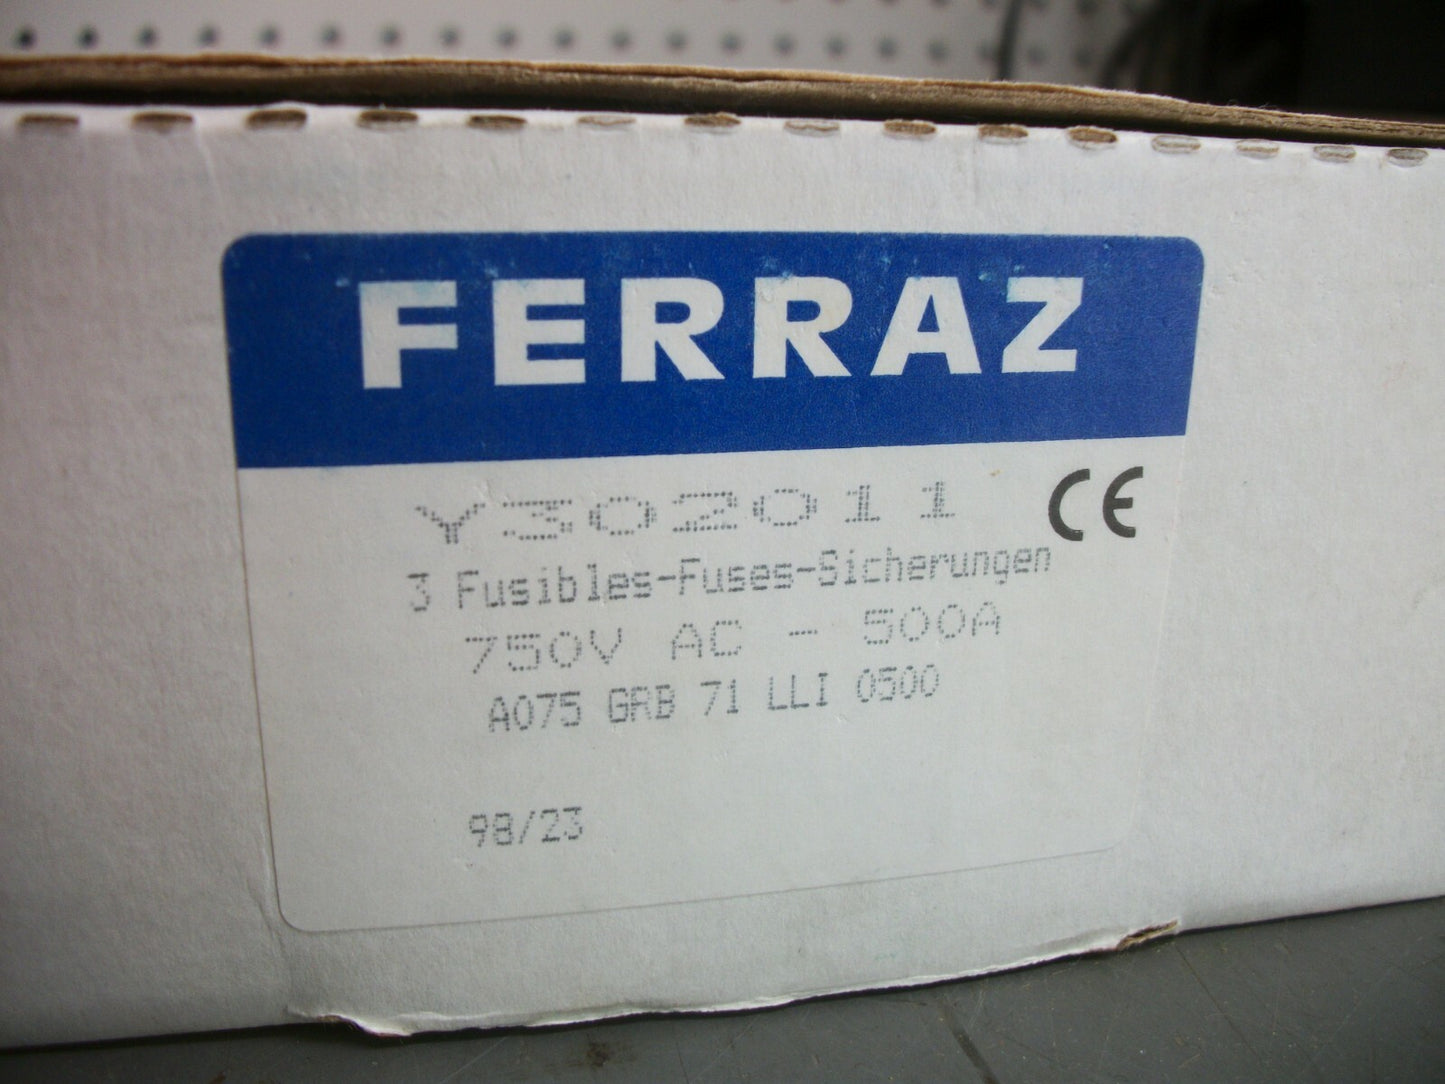 FERRAZ
Y302011 CE
3 Fusibles-Fuses-Sicherungen
750V AC - 500A
A075 GRB 71 LLI 0500
98/23